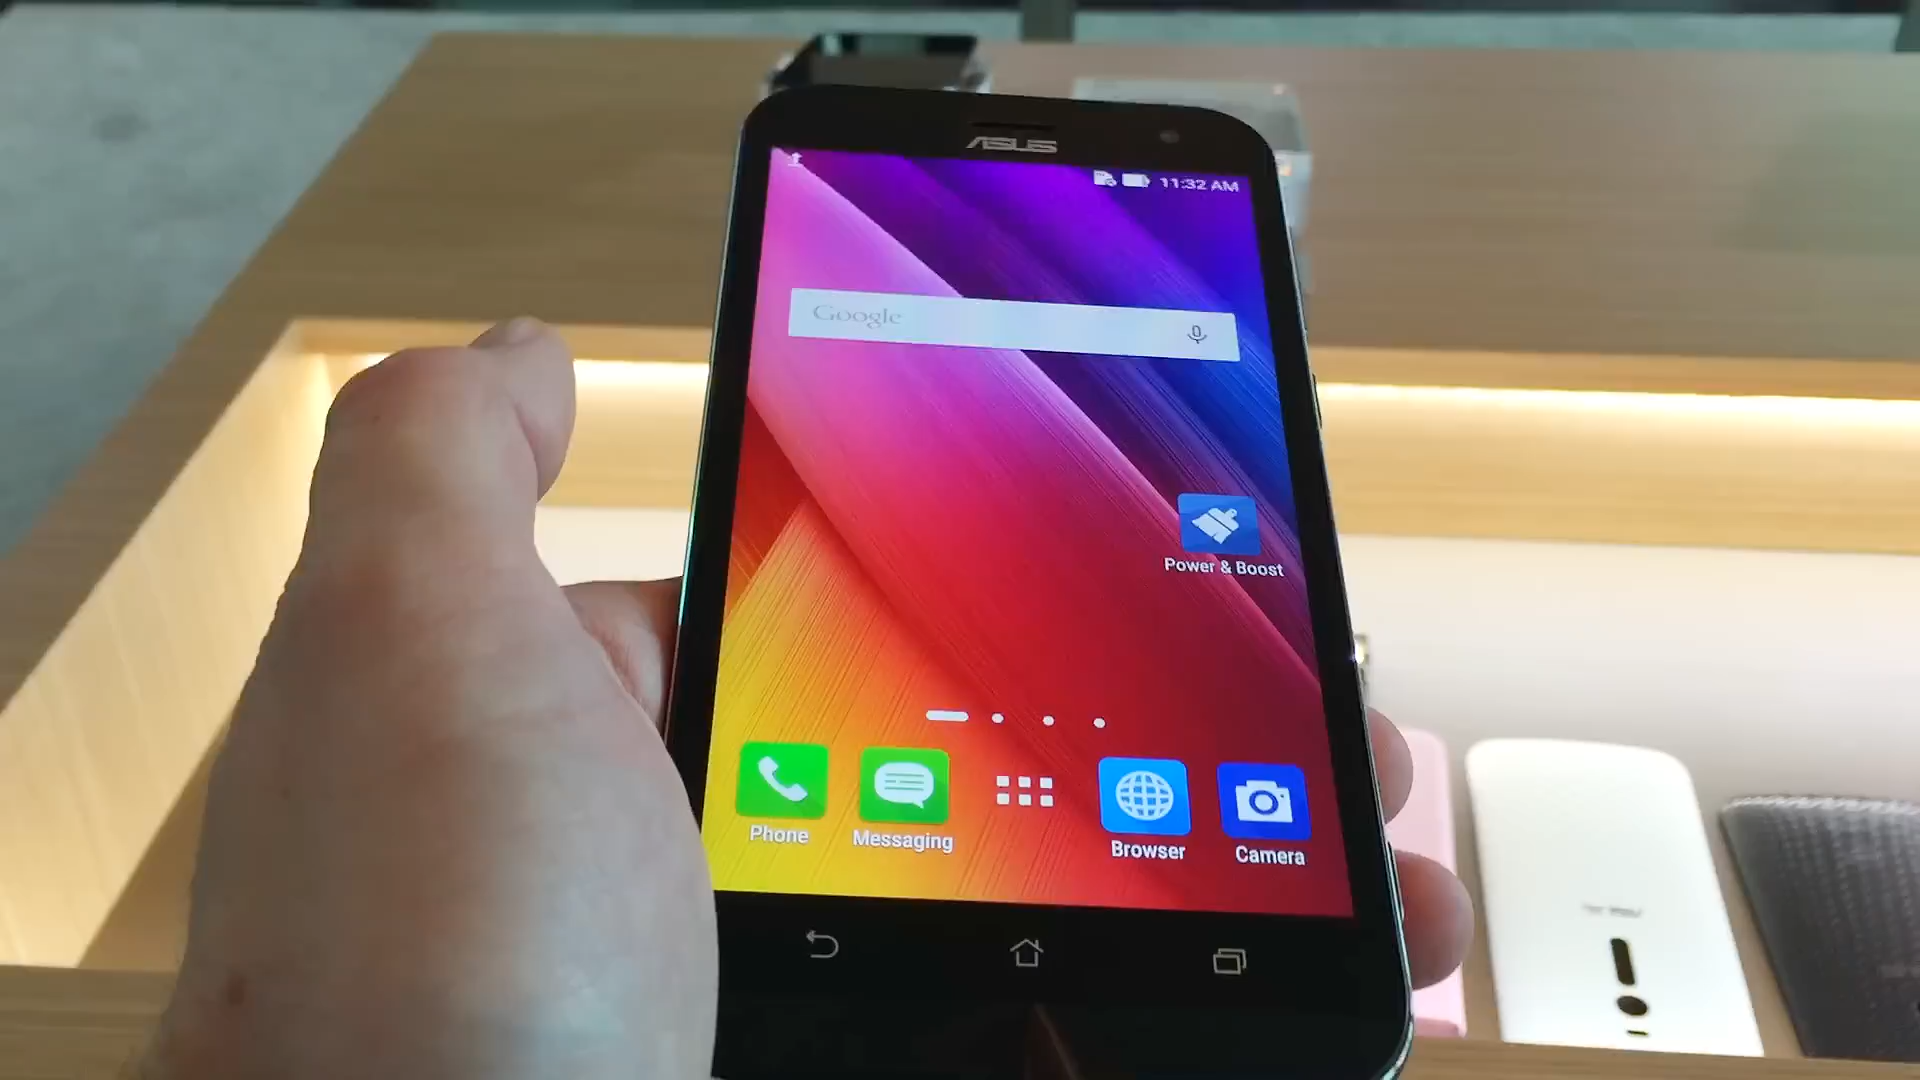 ASUS
11:32 AM
Google
Power & Boost
Phone
Messaging
Browser
Camera